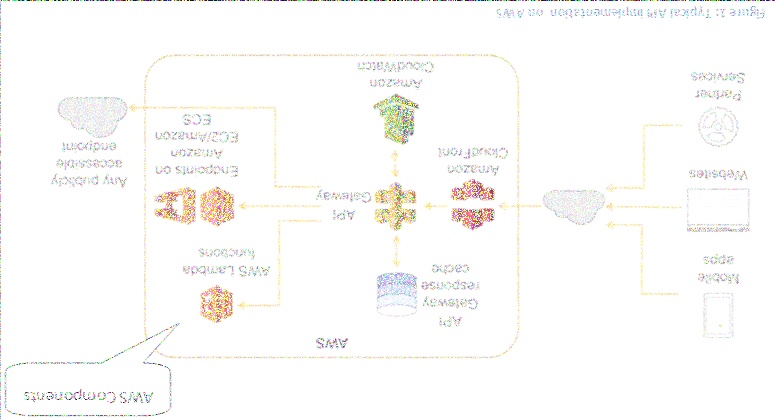 AWS Components
AWS
Mobile
apps
API
Gateway
response
cache
AWS Lambda
functions
Websites
API
Gateway
Amazon
CloudFront
Endpoints on
Amazon
EC2/Amazon
ECS
Any publicly
accessible
endpoint
Partner
Services
Amazon
CloudWatch
Figure 1: Typical API Implementation on AWS